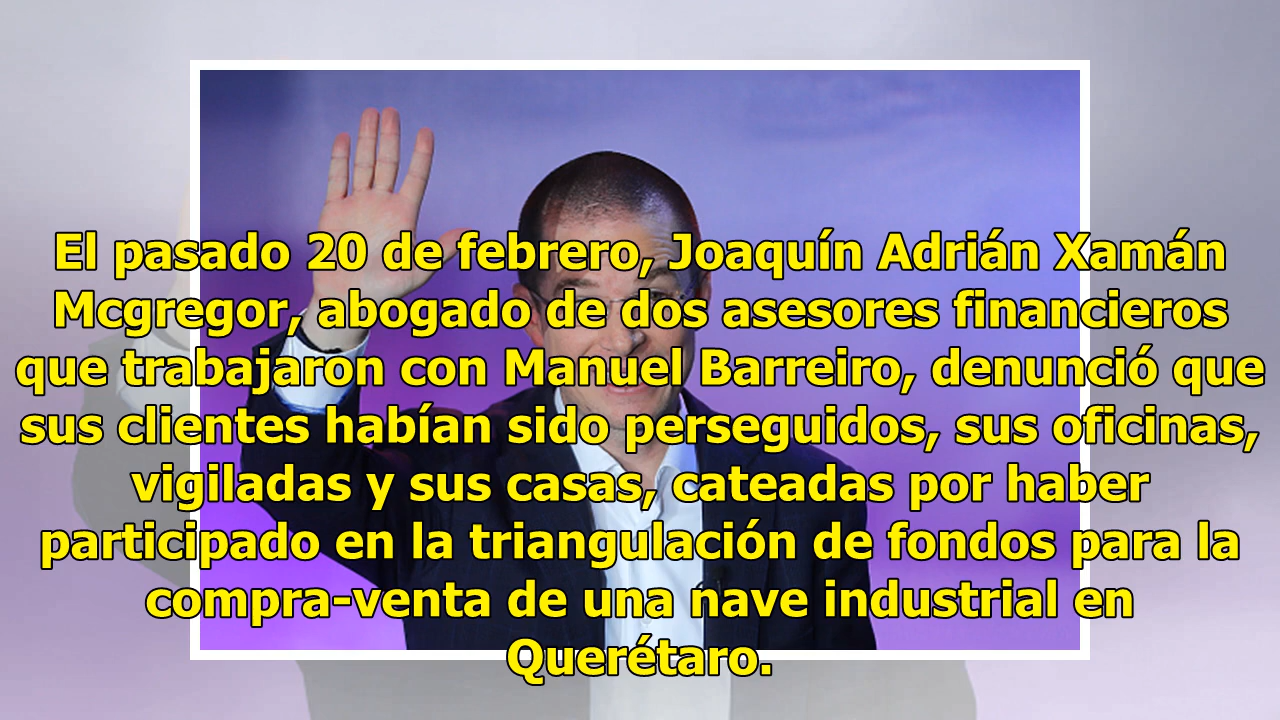 El pasado 20 de febrero, Joaquín Adrián Xamán
Mcgregor, abogado de dos asesores financieros
que trabajaron con Manuel Barreiro, denunció que
sus clientes habían sido perseguidos, sus oficinas,
vigiladas y sus casas, cateadas por haber
participado en la triangulación de fondos para la
compra-venta de una nave industrial en
Querétaro.